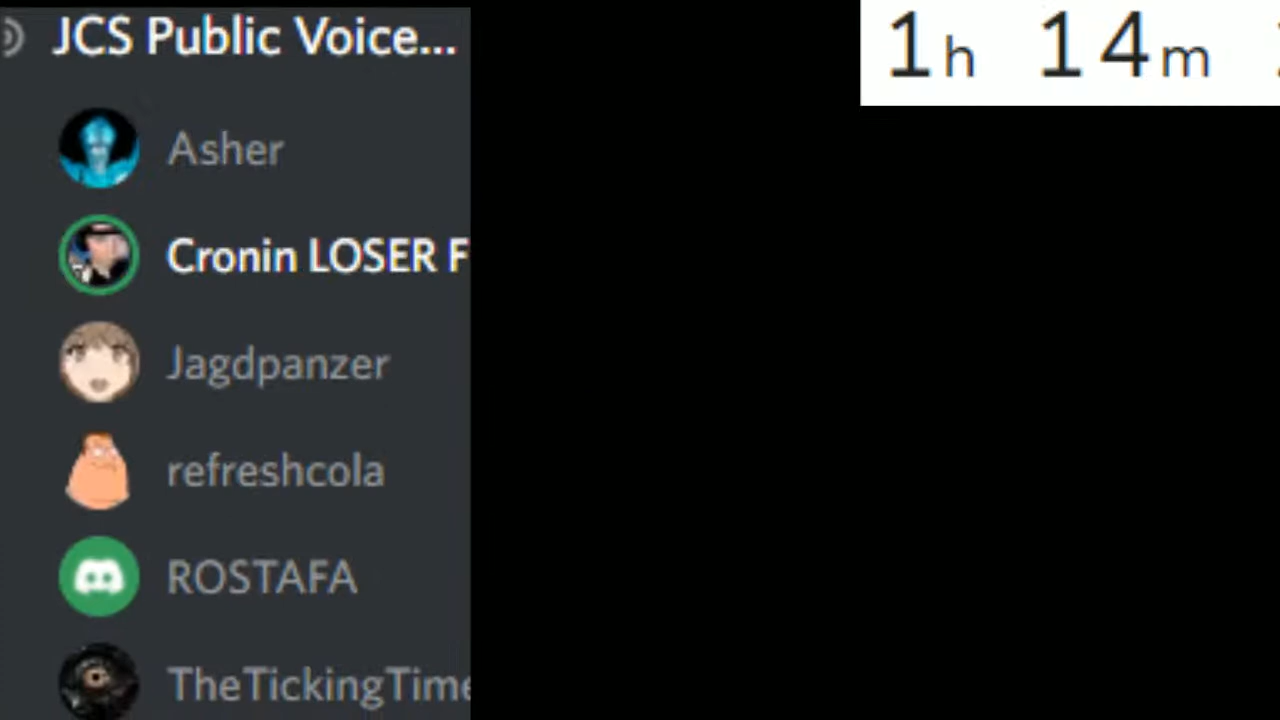 JCS Public Voice...
1h 14m
Asher
Cronin LOSER F
Jagdpanzer
refreshcola
ROSTAFA
TheTickingTime